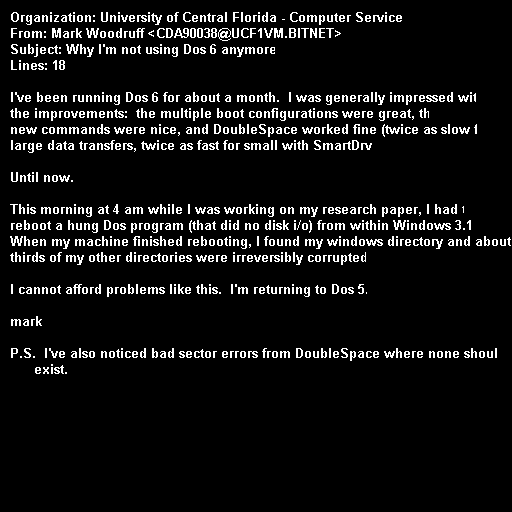 Organization: University of Central Florida - Computer Service
From: Mark Woodruff <CDA90038@UCF1VM.BITNET>
Subject: Why I'm not using Dos 6 anymore
Lines: 18
I've been running Dos 6 for about a month. I was generally impressed wit
the improvements: the multiple boot configurations were great, th
new commands were nice, and DoubleSpace worked fine (twice as slow f
large data transfers, twice as fast for small with SmartDrv
Until now.
This morning at 4 am while I was working on my research paper, I had t
reboot a hung Dos program (that did no disk i/o) from within Windows 3.1
When my machine finished rebooting, I found my windows directory and about
thirds of my other directories were irreversibly corrupted
I cannot afford problems like this. I'm returning to Dos 5.
mark
P.S. I've also noticed bad sector errors from DoubleSpace where none shoul
exist.